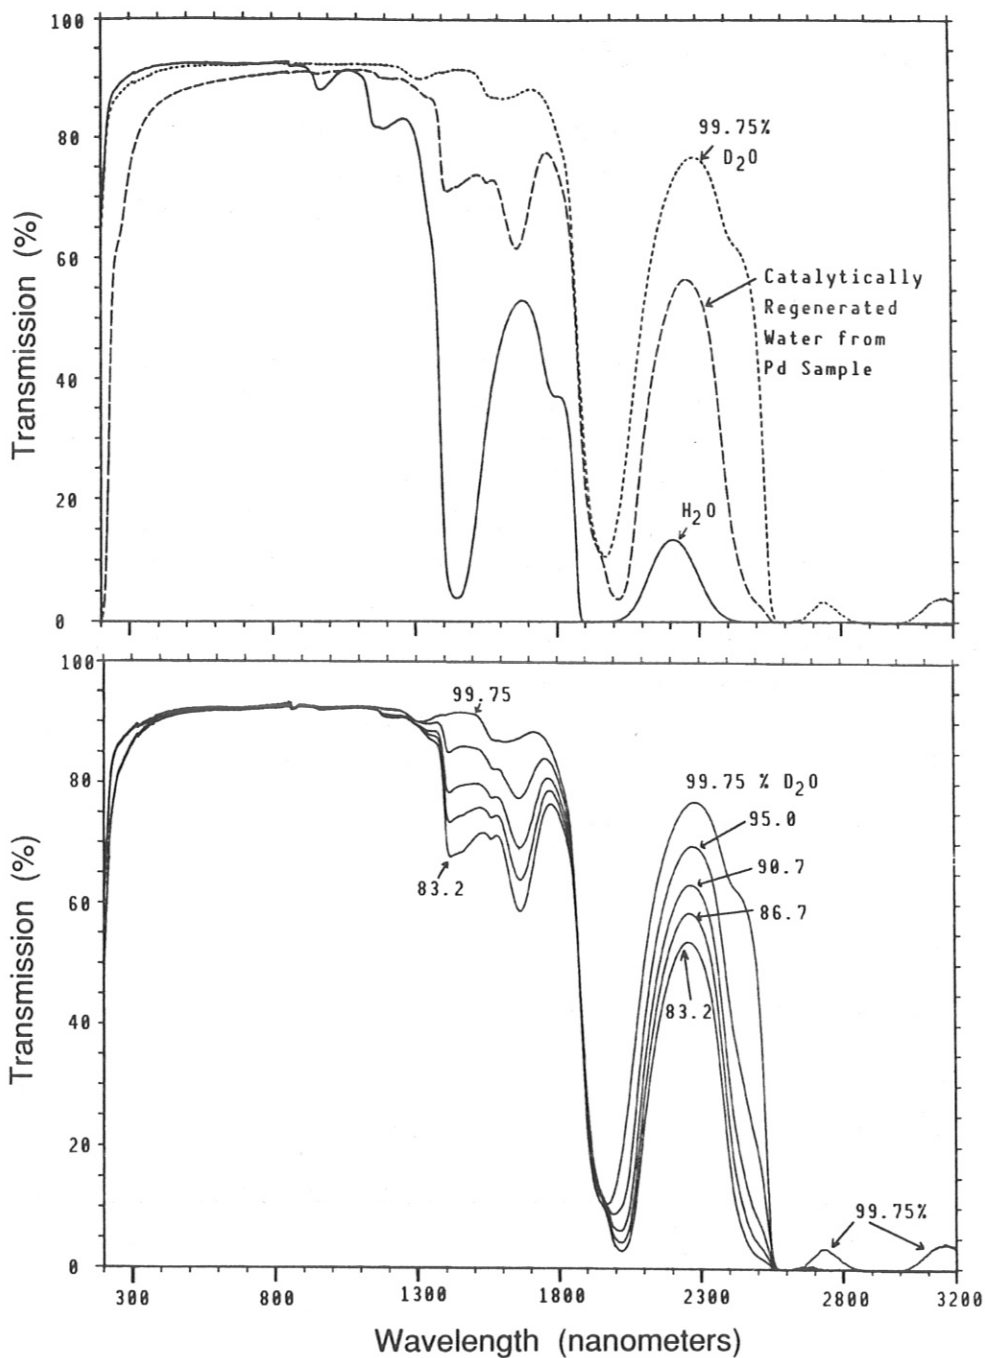 100
80
60
40
20
0
Transmission (%)
99.75%
D₂O
Catalytically
Regenerated
Water from
Pd Sample
H₂O
100
80
60
40
20
0
Transmission (%)
99.75
83.2
99.75 % D₂O
95.0
90.7
86.7
83.2
99.75%
300 800 1300 1800 2300 2800 3200
Wavelength (nanometers)